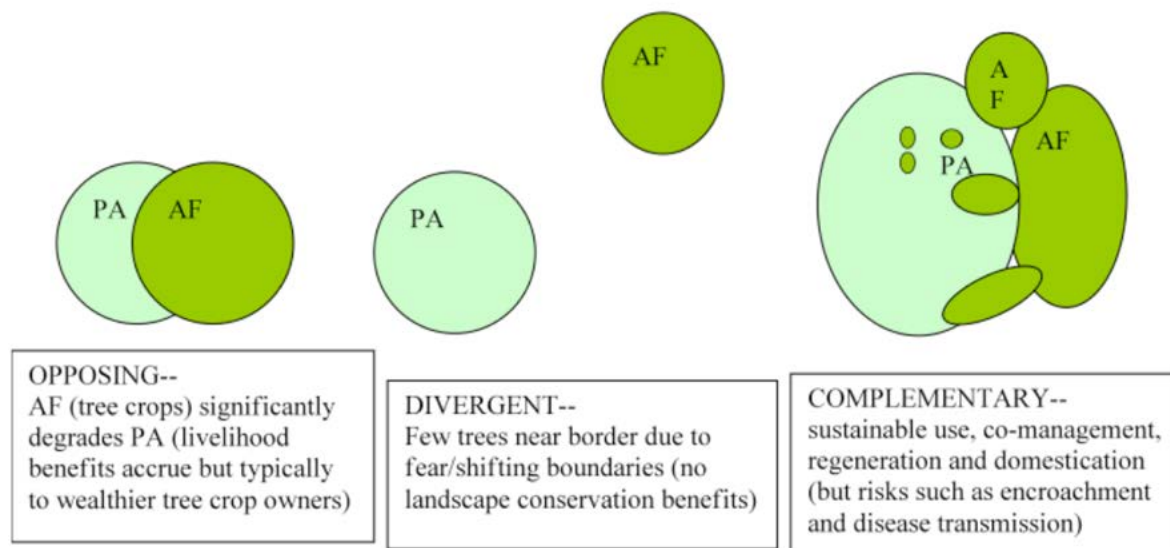 AF
A
F
AF
PA
PA
AF
PA
OPPOSING--
AF (tree crops) significantly
degrades PA (livelihood
benefits accrue but typically
to wealthier tree crop owners)
DIVERGENT--
Few trees near border due to
fear/shifting boundaries (no
landscape conservation benefits)
COMPLEMENTARY--
sustainable use, co-management,
regeneration and domestication
(but risks such as encroachment
and disease transmission)